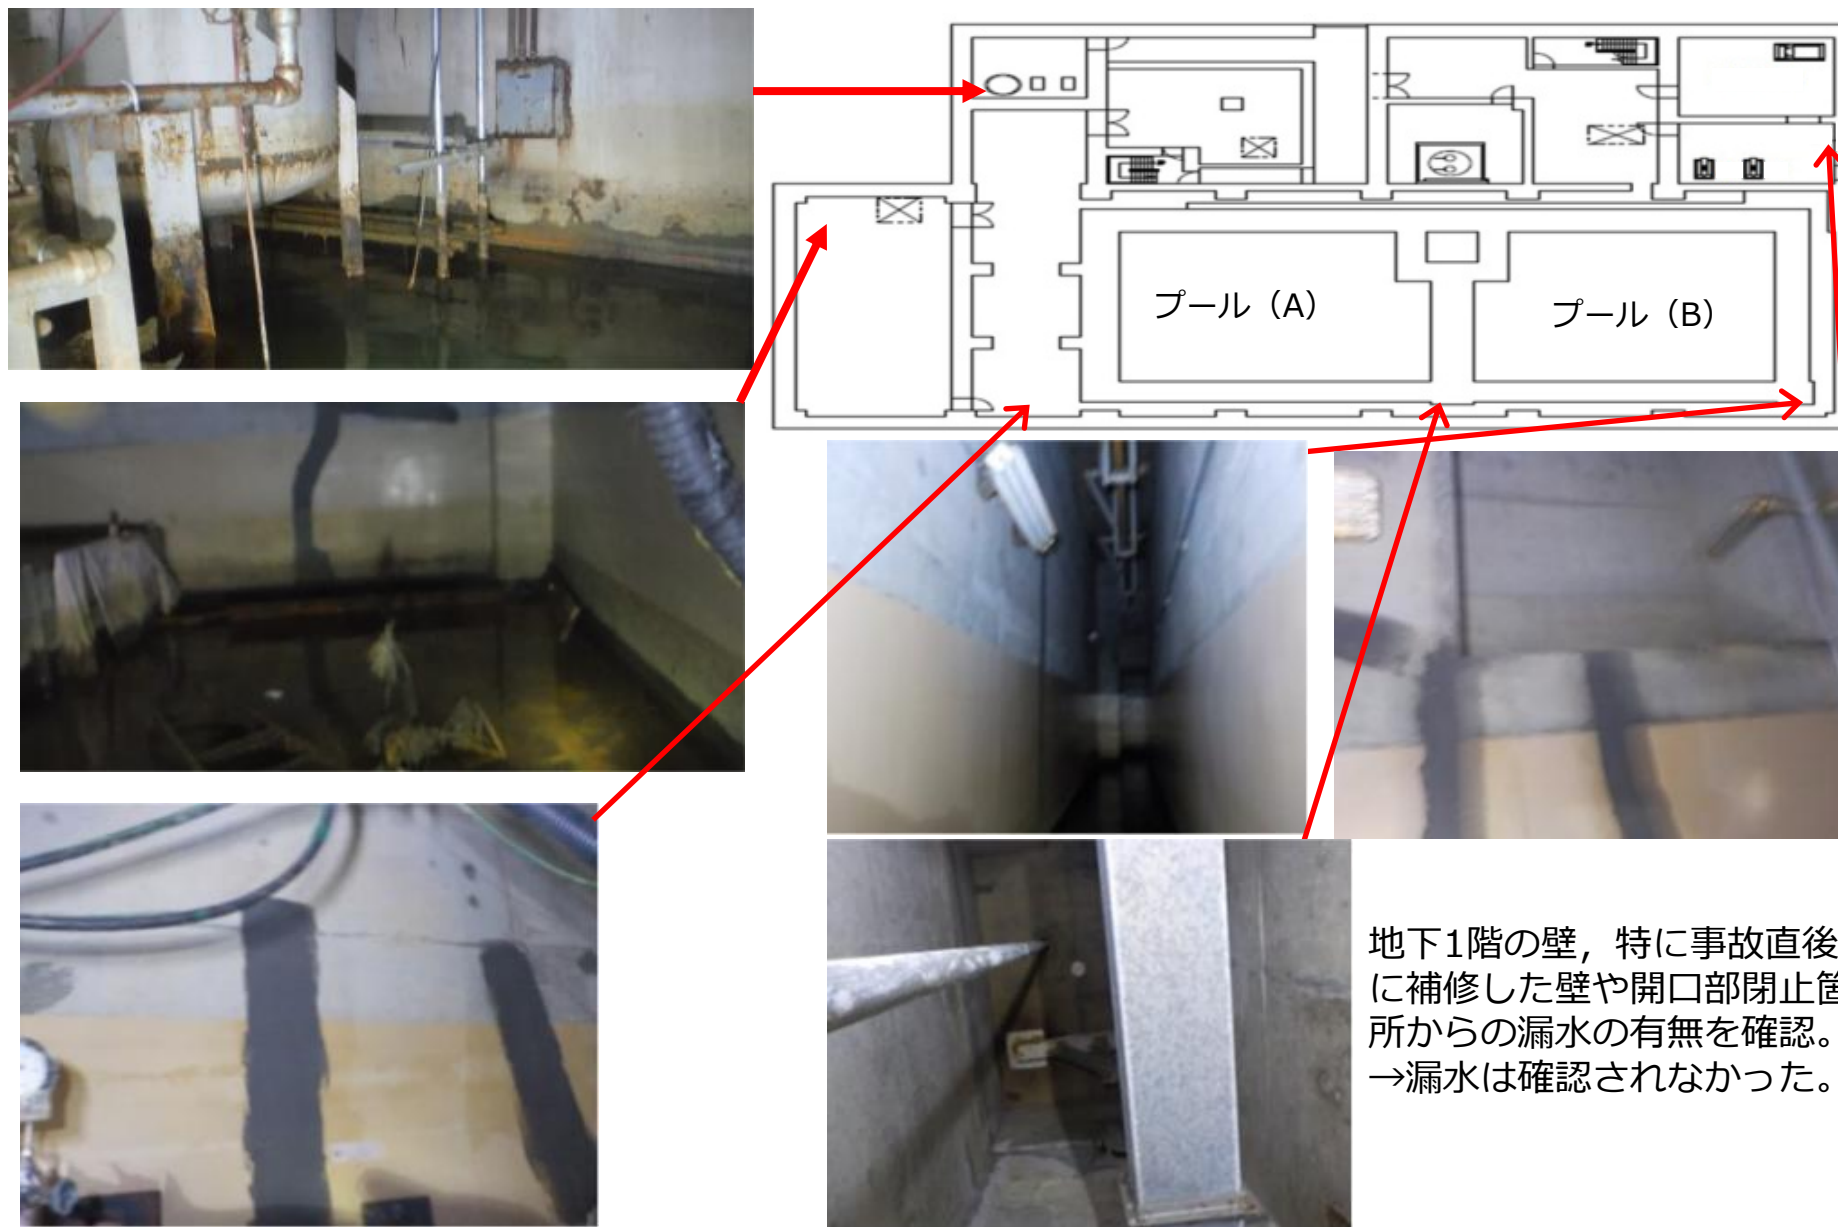 プール（A）
プール（B）
地下1階の壁，特に事故直後
に補修した壁や開口部閉止箇
所からの漏水の有無を確認。
→漏水は確認されなかった。